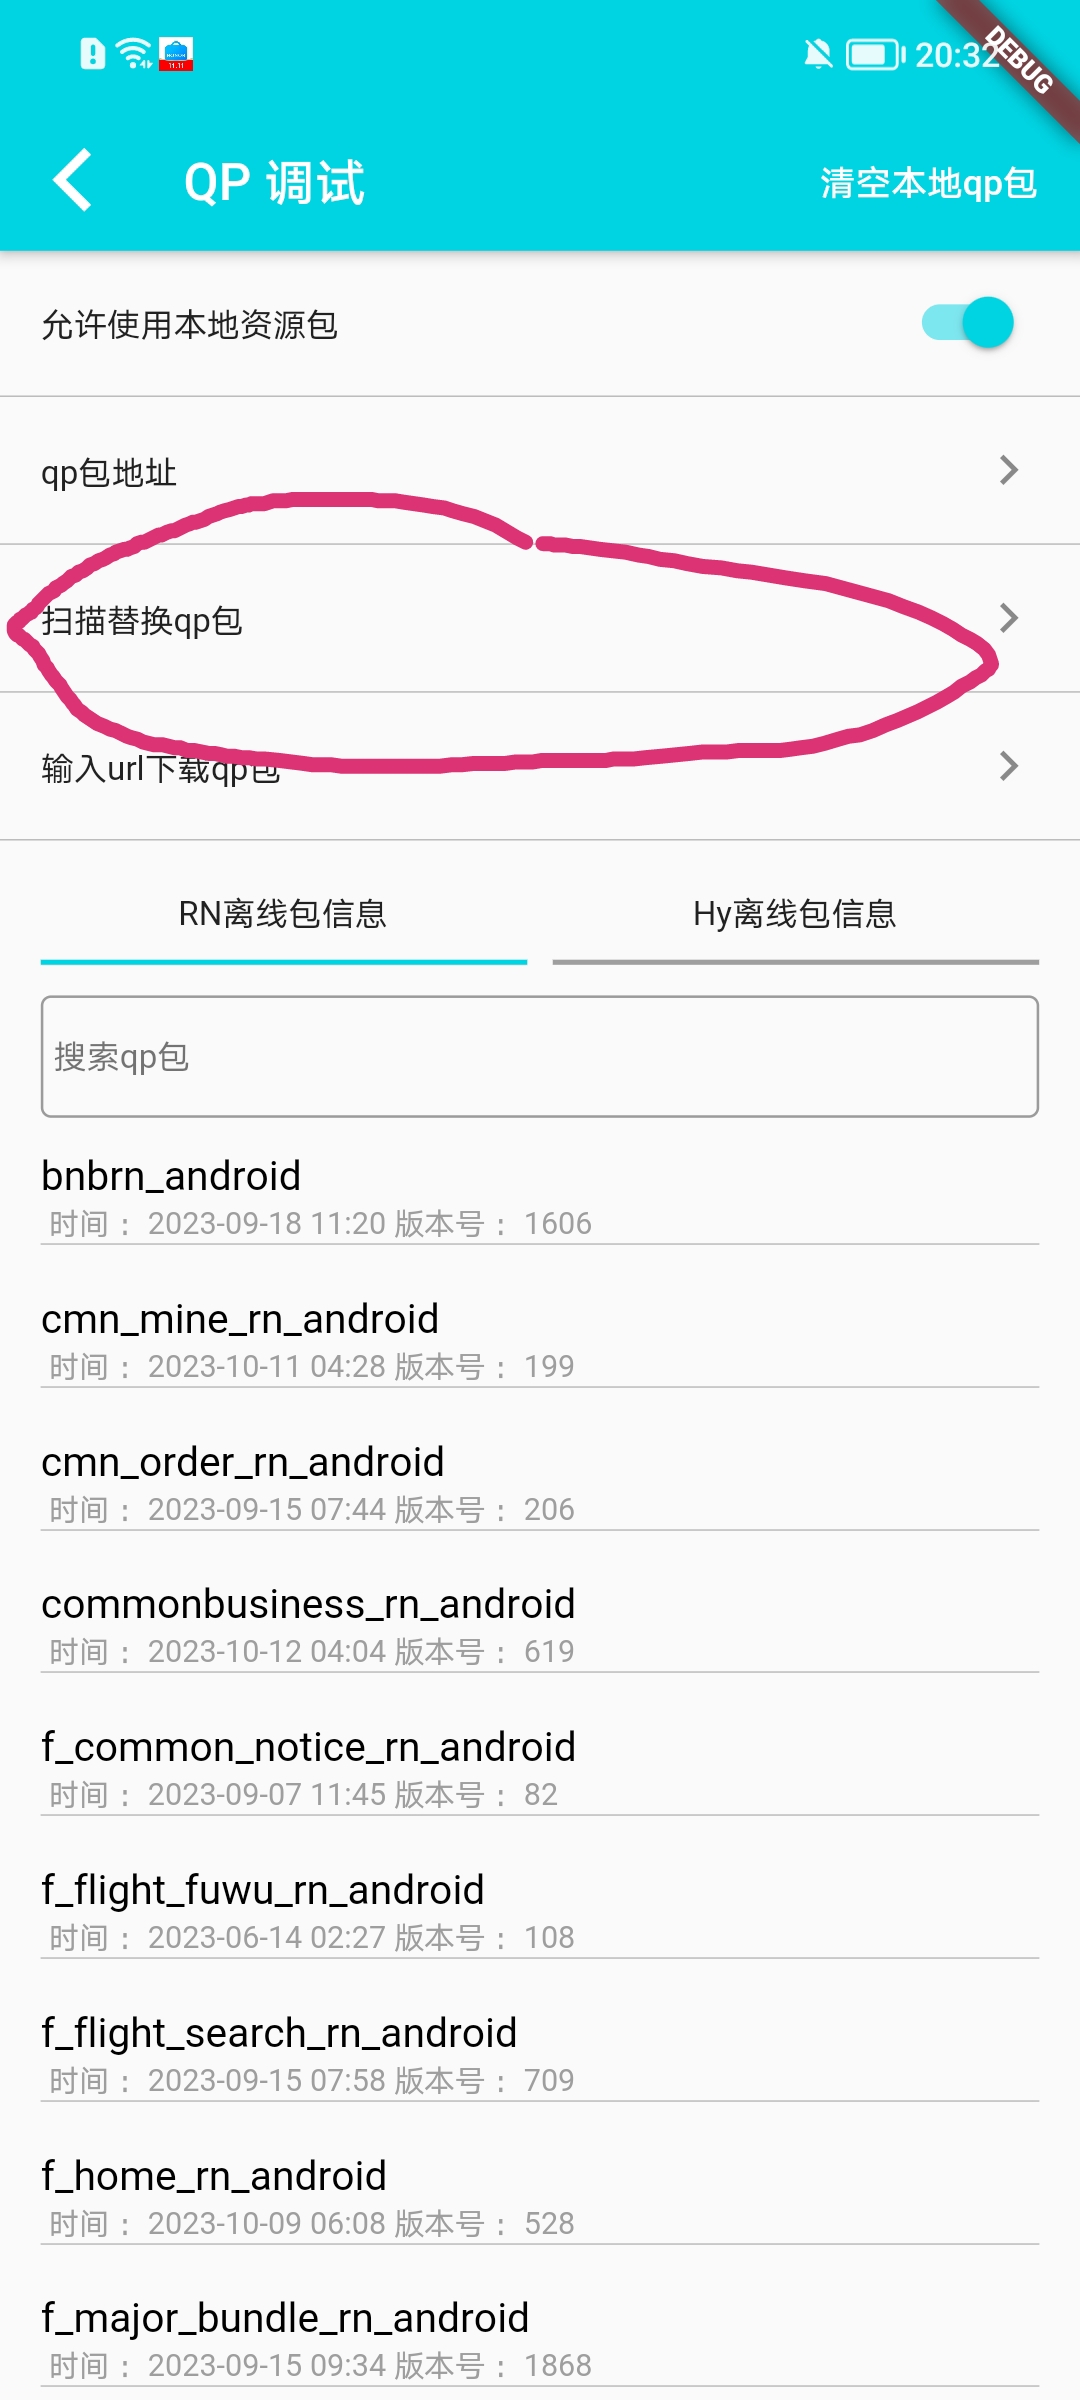 20:32
DEBUG
QP 调试
清空本地qp包
允许使用本地资源包
qp包地址
扫描替换qp包
输入url下载qp包
RN离线包信息
Hy离线包信息
搜索qp包
bnbrn_android
时间： 2023-09-18 11:20 版本号： 1606
cmn_mine_rn_android
时间： 2023-10-11 04:28 版本号： 199
cmn_order_rn_android
时间： 2023-09-15 07:44 版本号： 206
commonbusiness_rn_android
时间： 2023-10-12 04:04 版本号： 619
f_common_notice_rn_android
时间： 2023-09-07 11:45 版本号： 82
f_flight_fuwu_rn_android
时间： 2023-06-14 02:27 版本号： 108
f_flight_search_rn_android
时间： 2023-09-15 07:58 版本号： 709
f_home_rn_android
时间： 2023-10-09 06:08 版本号： 528
f_major_bundle_rn_android
时间： 2023-09-15 09:34 版本号： 1868